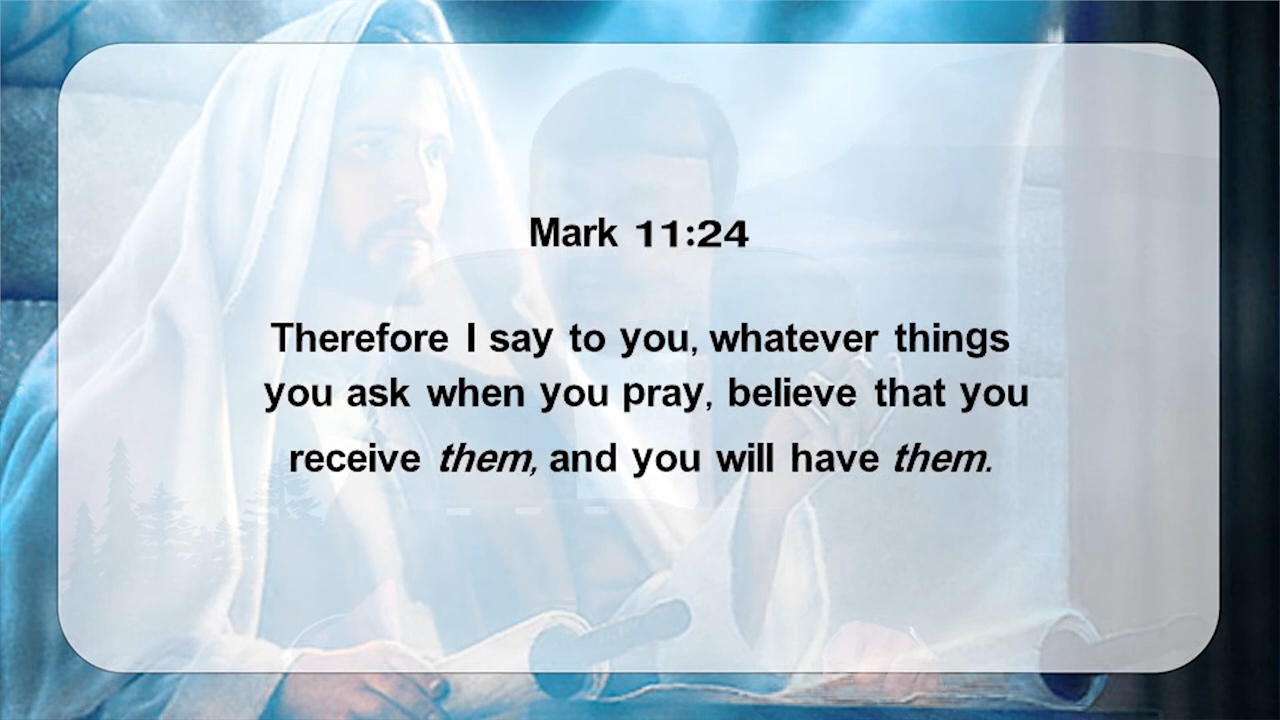 Mark 11:24
Therefore I say to you, whatever things
you ask when you pray, believe that you
receive them, and you will have them.